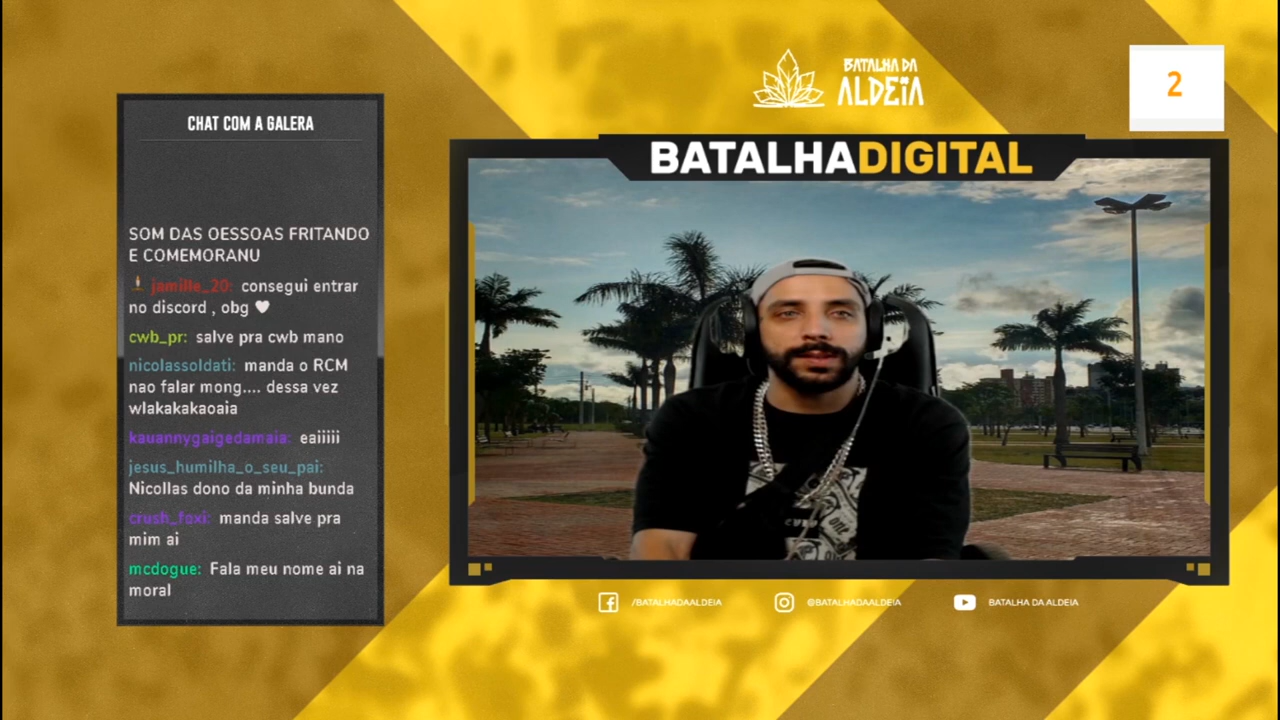 BATALHA DA
ALDEIA
2
CHAT COM A GALERA
BATALHADIGITAL
SOM DAS OESSOAS FRITANDO
E COMEMORANU
jamille_20: consegui entrar
no discord , obg
cwb_pr: salve pra cwb mano
nicolassoldati: manda o RCM
nao falar mong.... dessa vez
wlakakakaoaia
kauannygaigedamaia: eaiiiii
jesus_humilha_o_seu_pai:
Nicollas dono da minha bunda
crush_foxi: manda salve pra
mim ai
mcdogue: Fala meu nome ai na
moral
/BATALHADAALDEIA
@BATALHADAALDEIA
BATALHA DA ALDEIA